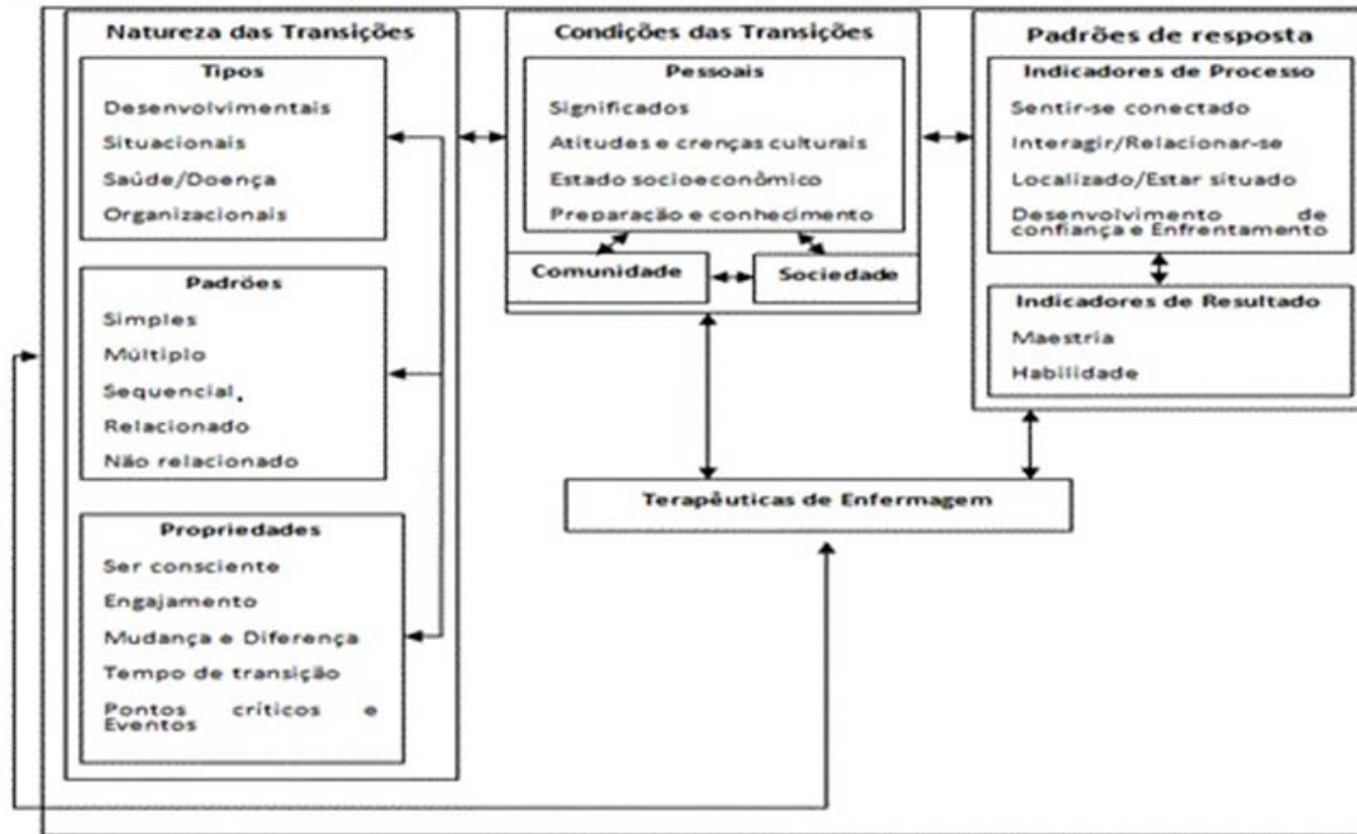 Natureza das Transições
Tipos
Desenvolvimentais
Situacionais
Saúde/Doença
Organizacionais
Padrões
Simples
Múltiplo
Sequencial.
Relacionado
Não relacionado
Propriedades
Ser consciente
Engajamento
Mudança e Diferença
Tempo de transição
Pontos críticos e
Eventos
Condições das Transições
Pessoais
Significados
Atitudes e crenças culturais
Estado socioeconômico
Preparação e conhecimento
Comunidade
Sociedade
Padrões de resposta
Indicadores de Processo
Sentir-se conectado
Interagir/Relacionar-se
Localizado/Estar situado
Desenvolvimento de
confiança e Enfrentamento
Indicadores de Resultado
Maestria
Habilidade
Terapêuticas de Enfermagem